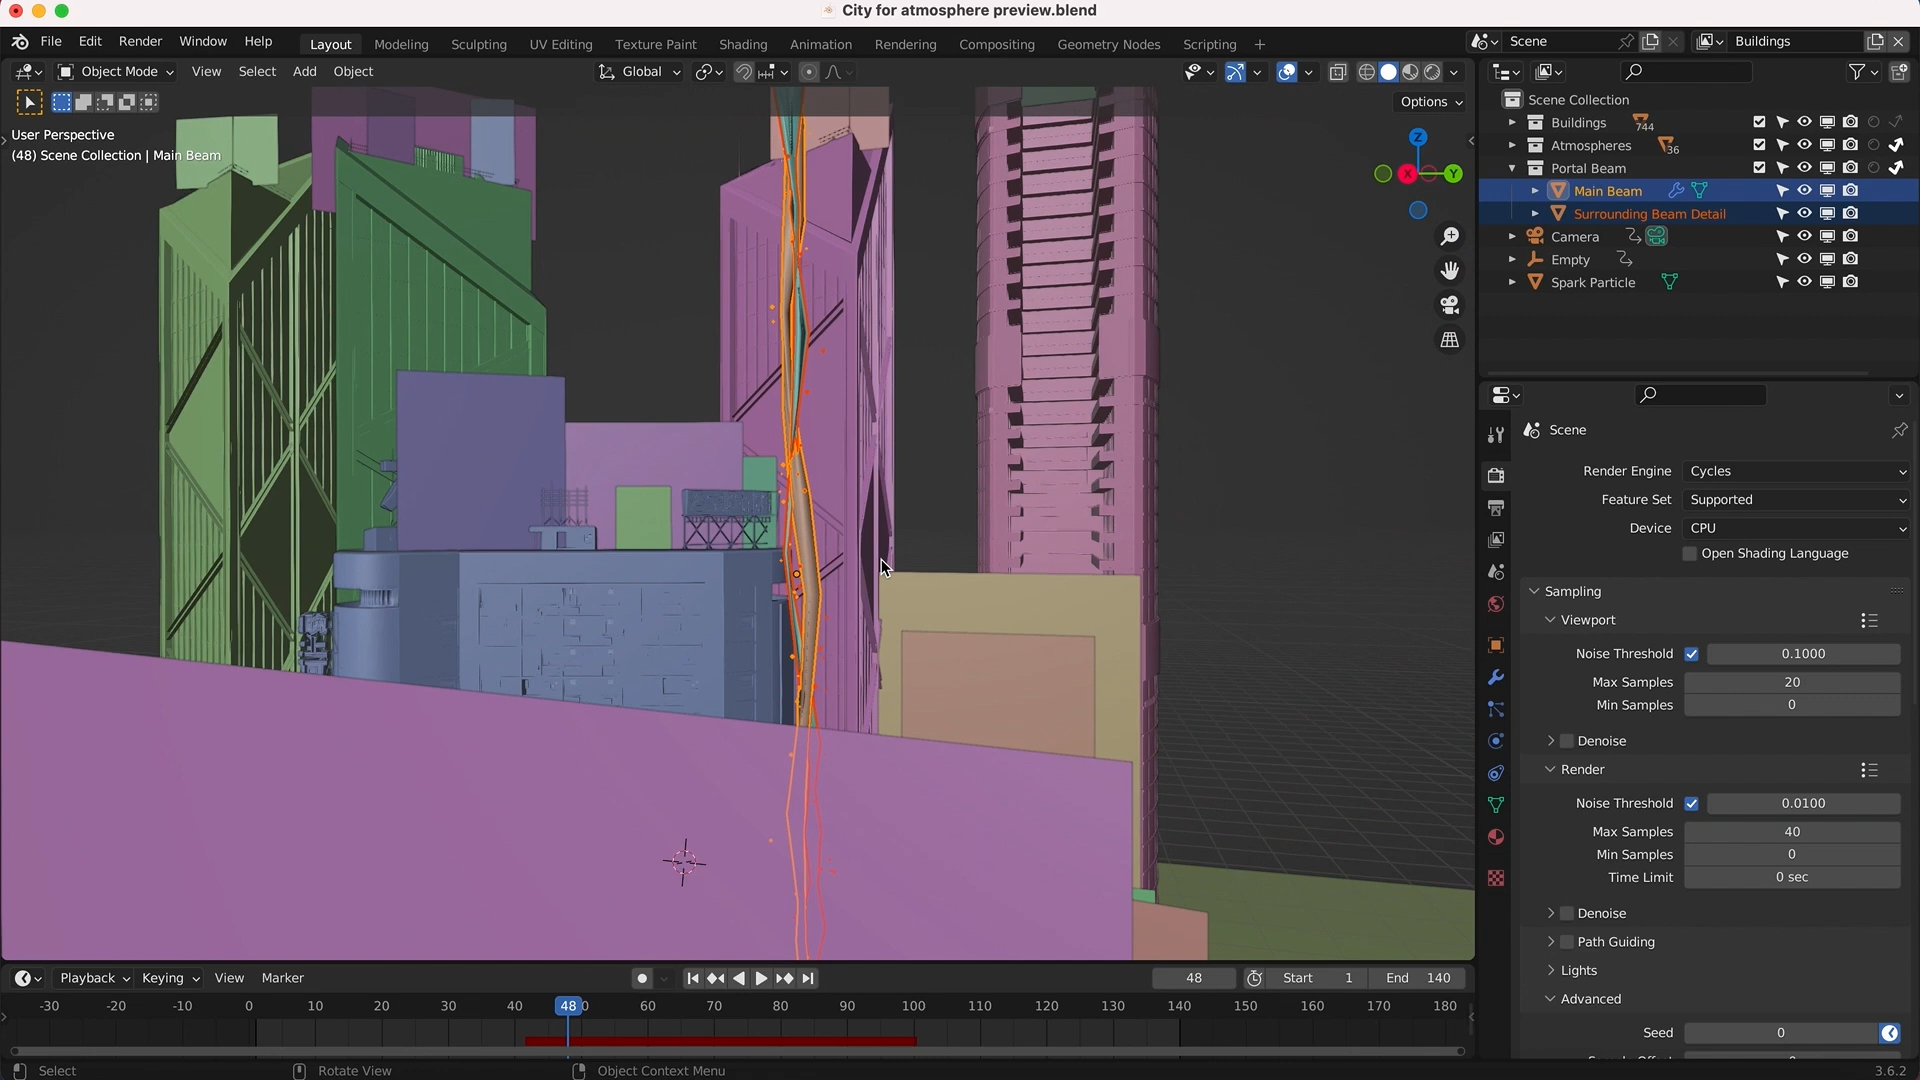 City for atmosphere preview.blend
File Edit Render Window Help Layout Modeling Sculpting UV Editing Texture Paint Shading Animation Rendering Compositing Geometry Nodes Scripting + Scene Buildings
Object Mode View Select Add Object Global
Options
User Perspective
(48) Scene Collection | Main Beam
Z
X
Y
Scene Collection
Buildings 744
Atmospheres 36
Portal Beam
Main Beam
Surrounding Beam Detail
Camera
Empty
Spark Particle
Scene
Render Engine Cycles
Feature Set Supported
Device CPU
Open Shading Language
Sampling
Viewport
Noise Threshold 0.1000
Max Samples 20
Min Samples 0
Denoise
Render
Noise Threshold 0.0100
Max Samples 40
Min Samples 0
Time Limit 0 sec
Denoise
Path Guiding
Lights
Advanced
Seed 0
Playback Keying View Marker 48 Start 1 End 140
-30 -20 -10 0 10 20 30 40 48 60 70 80 90 100 110 120 130 140 150 160 170 180
Select Rotate View Object Context Menu 3.6.2